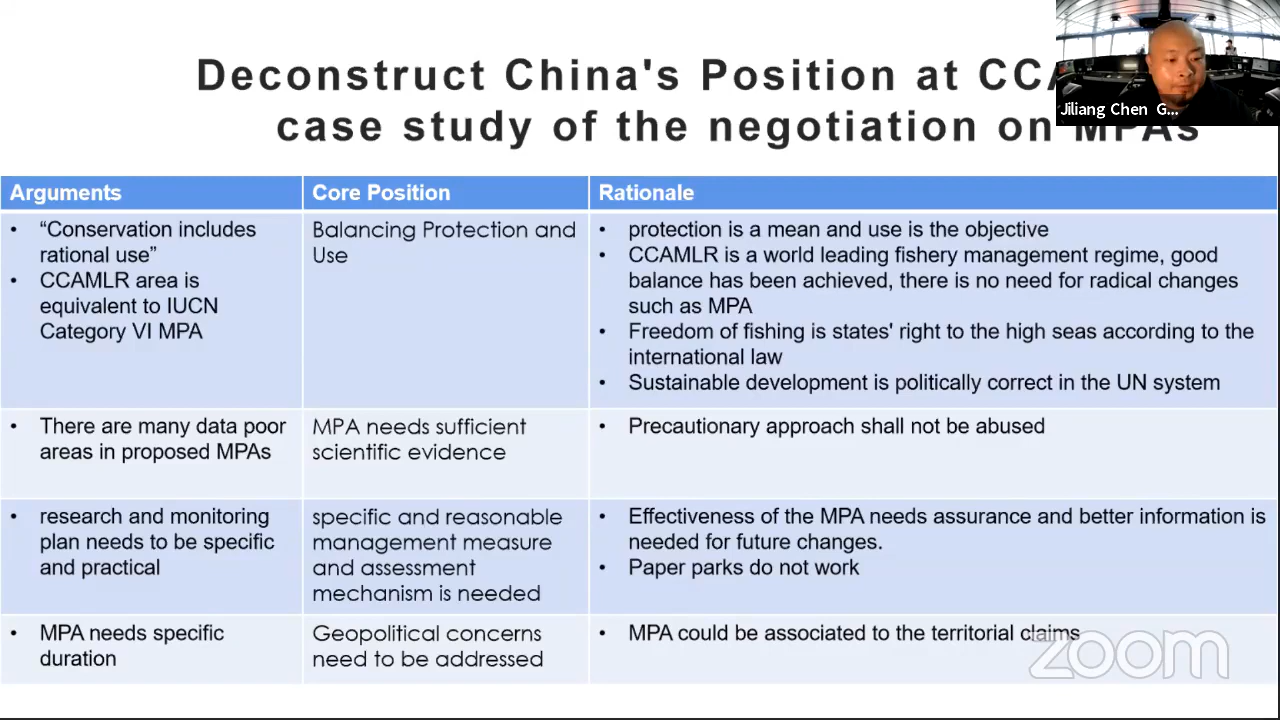 Deconstruct China's Position at CCA
case study of the negotiation on MPAs
Jiliang Chen G...
Arguments
Core Position
Rationale
• “Conservation includes
rational use”
• CCAMLR area is
equivalent to IUCN
Category VI MPA
Balancing Protection and
Use
• protection is a mean and use is the objective
• CCAMLR is a world leading fishery management regime, good
balance has been achieved, there is no need for radical changes
such as MPA
• Freedom of fishing is states' right to the high seas according to the
international law
• Sustainable development is politically correct in the UN system
• There are many data poor
areas in proposed MPAs
MPA needs sufficient
scientific evidence
• Precautionary approach shall not be abused
• research and monitoring
plan needs to be specific
and practical
specific and reasonable
management measure
and assessment
mechanism is needed
• Effectiveness of the MPA needs assurance and better information is
needed for future changes.
• Paper parks do not work
• MPA needs specific
duration
Geopolitical concerns
need to be addressed
• MPA could be associated to the territorial claims
zoom